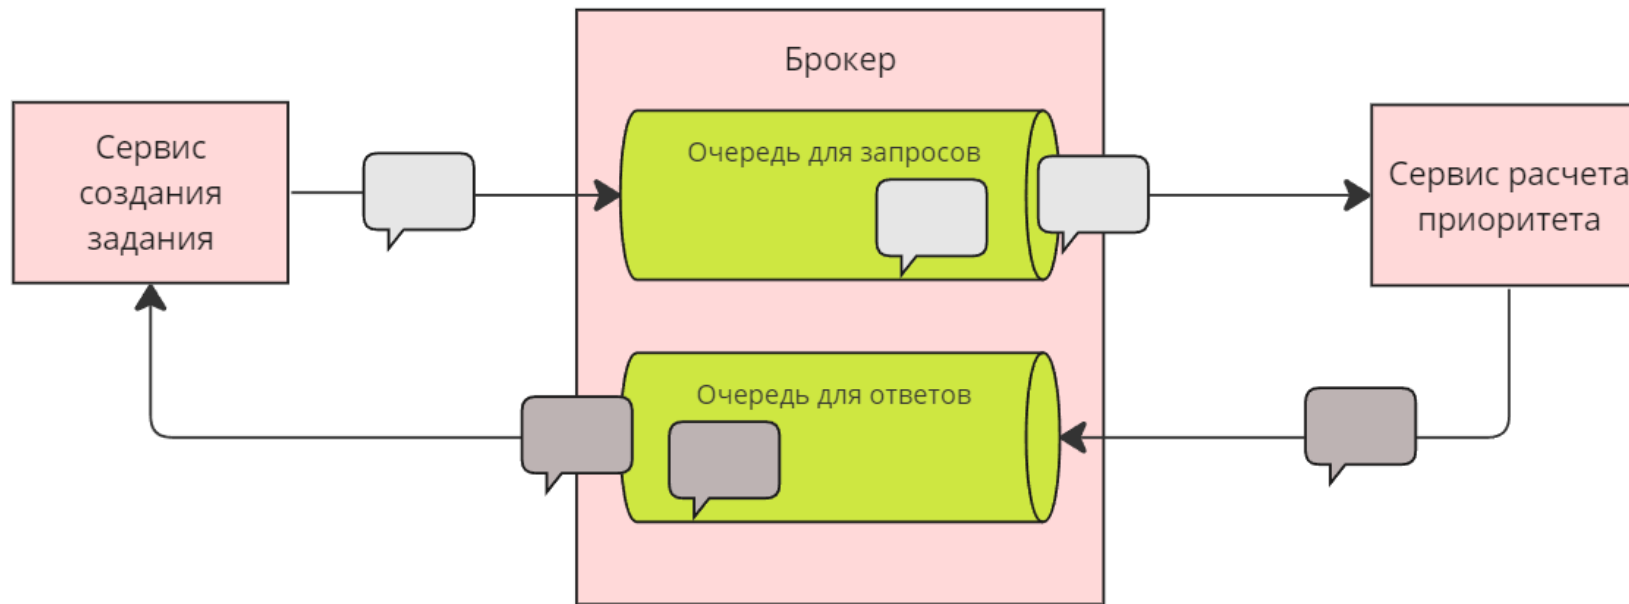 Брокер
Сервис
создания
задания
Очередь для запросов
Сервис расчета
приоритета
Очередь для ответов